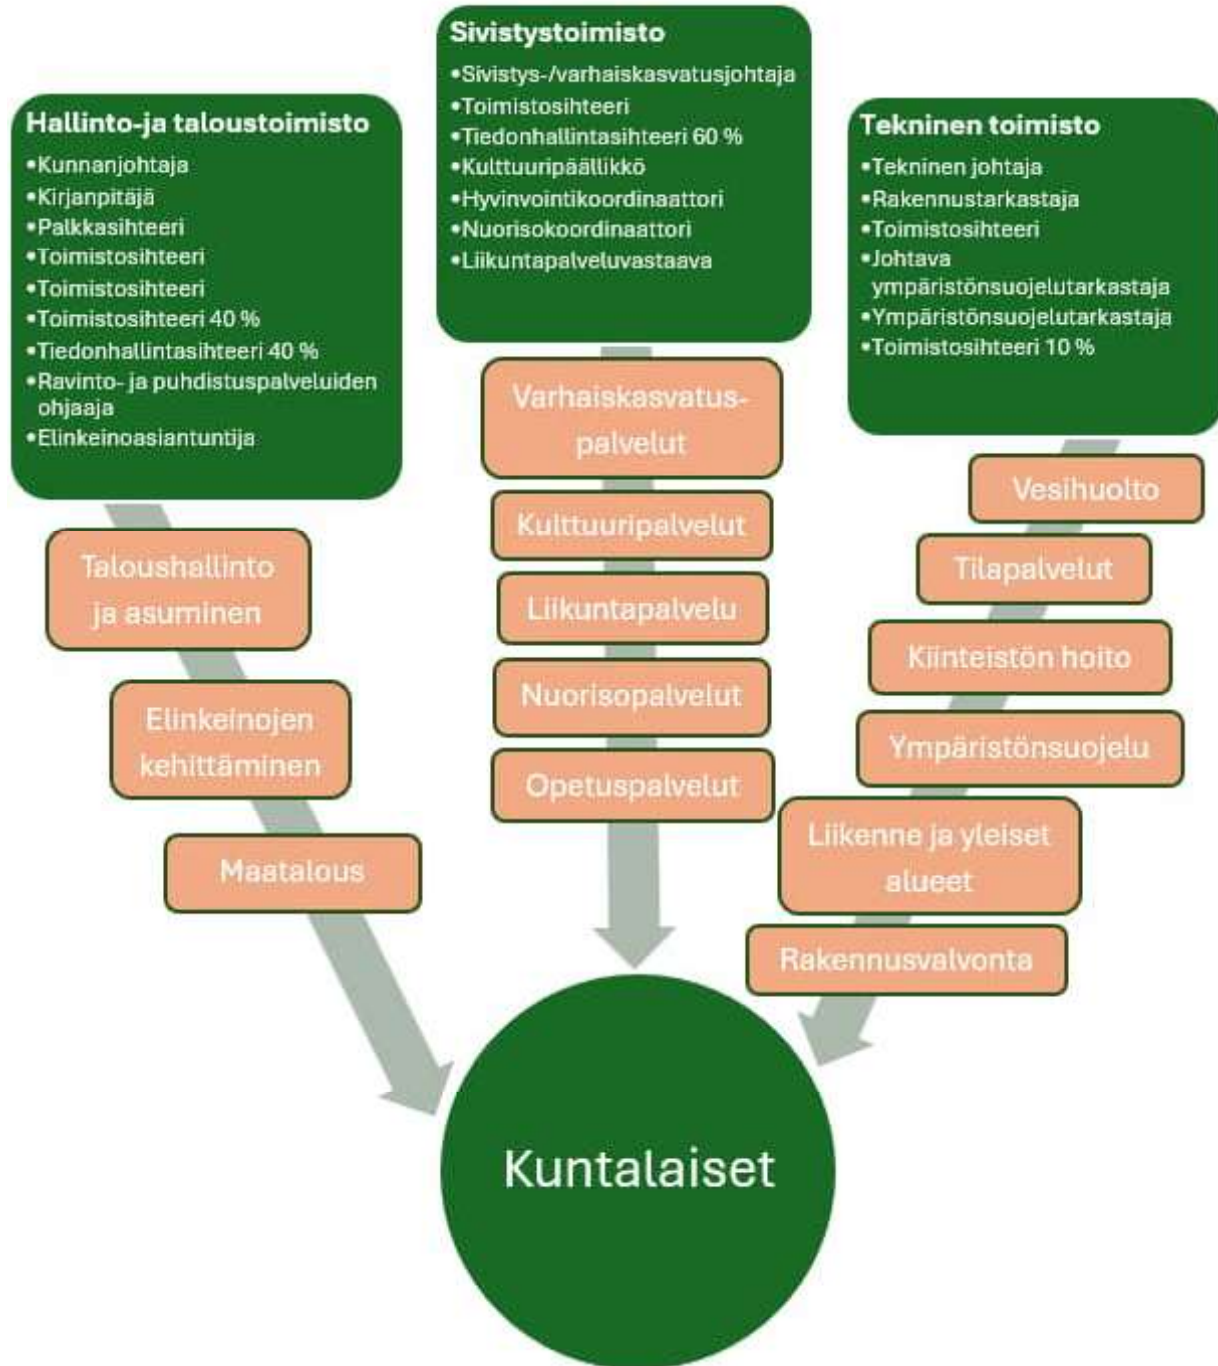 Hallinto-ja taloustoimisto
•Kunnanjohtaja
•Kirjanpitäjä
•Palkkasihteeri
•Toimistosihteeri
•Toimistosihteeri
•Toimistosihteeri 40 %
•Tiedonhallintasihteeri 40 %
•Ravinto- ja puhdistuspalveluiden
ohjaaja
•Elinkeinoasiantuntija
Taloushallinto
ja asuminen
Elinkeinojen
kehittäminen
Maatalous
Sivistystoimisto
•Sivistys-/varhaiskasvatusjohtaja
•Toimistosihteeri
•Tiedonhallintasihteeri 60 %
•Kulttuuripäällikkö
•Hyvinvointikoordinaattori
•Nuorisokoordinaattori
•Liikuntapalveluvastaava
Varhaiskasvatus-
palvelut
Kulttuuripalvelut
Liikuntapalvelu
Nuorisopalvelut
Opetuspalvelut
Tekninen toimisto
•Tekninen johtaja
•Rakennustarkastaja
•Toimistosihteeri
•Johtava
ympäristönsuojelutarkastaja
•Ympäristönsuojelutarkastaja
•Toimistosihteeri 10 %
Vesihuolto
Tilapalvelut
Kiinteistön hoito
Ympäristönsuojelu
Liikenne ja yleiset
alueet
Rakennusvalvonta
Kuntalaiset